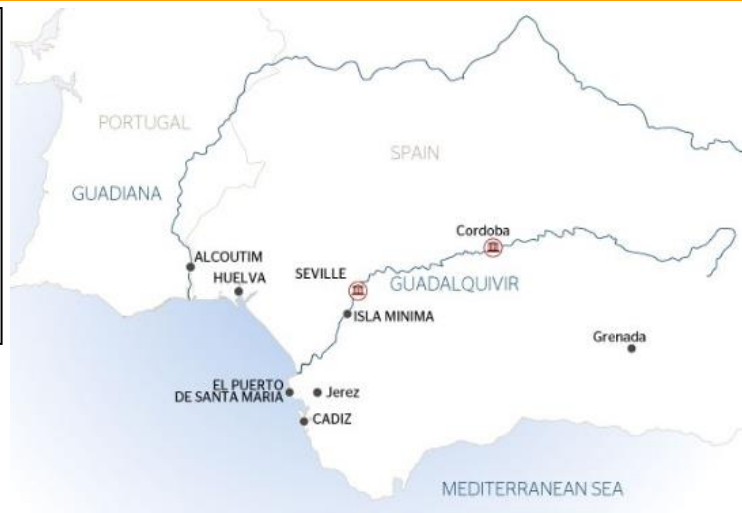 PORTUGAL
SPAIN
GUADIANA
Cordoba
ALCOUTIM
SEVILLE
HUELVA
GUADALQUIVIR
ISLA MINIMA
Grenada
EL PUERTO
DE SANTA MARIA
Jerez
CADIZ
MEDITERRANEAN SEA